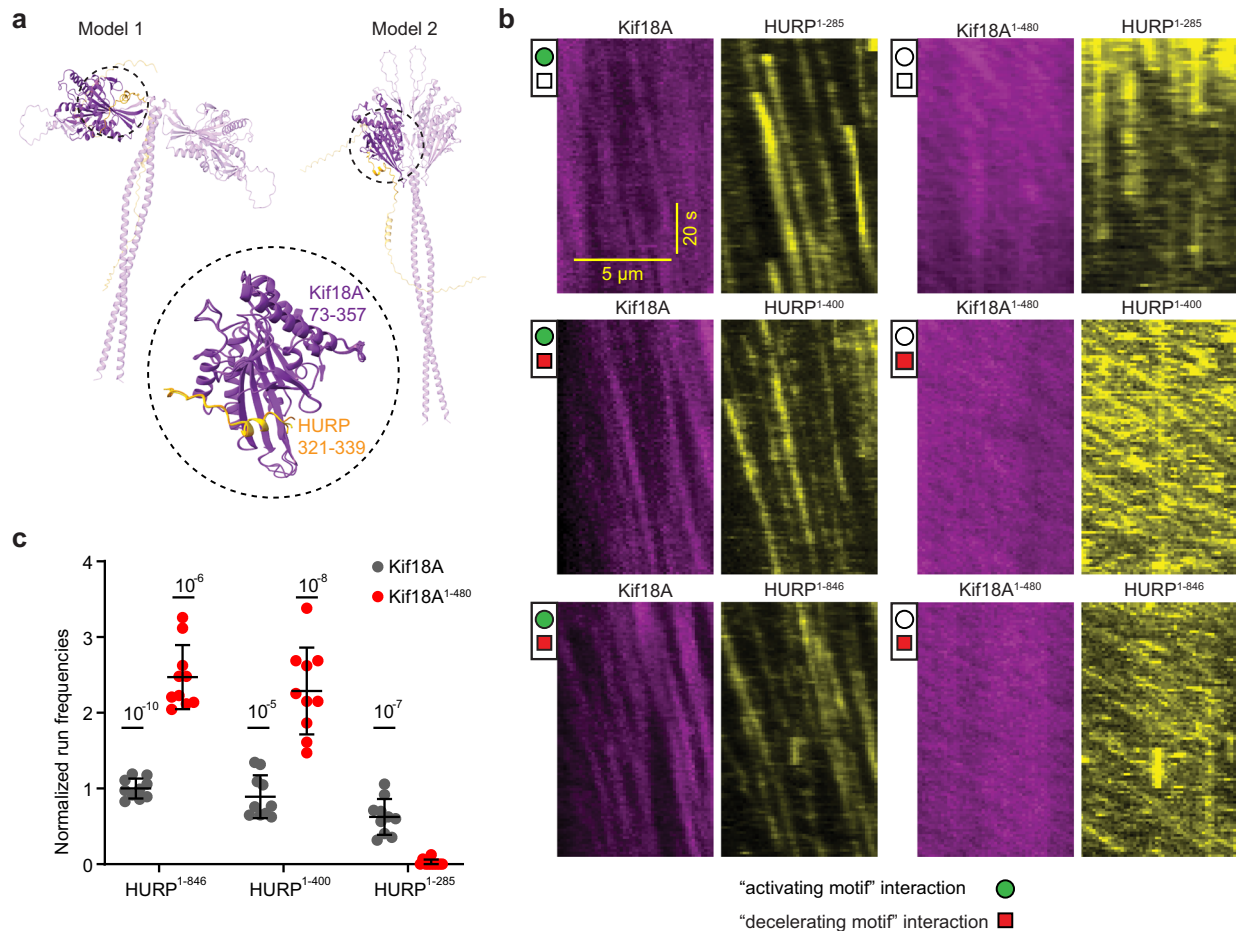 a
Model 1
Model 2
Kif18A
73-357
HURP
321-339
b
Kif18A
HURP1-285
Kif18A1-480
HURP1-285
20 s
5 µm
Kif18A
HURP1-400
Kif18A1-480
HURP1-400
Kif18A
HURP1-846
Kif18A1-480
HURP1-846
"activating motif" interaction
"decelerating motif" interaction
c
Normalized run frequencies
4
3
2
1
0
10-10
10-6
10-5
10-8
10-7
Kif18A
Kif18A1-480
HURP1-846
HURP1-400
HURP1-285